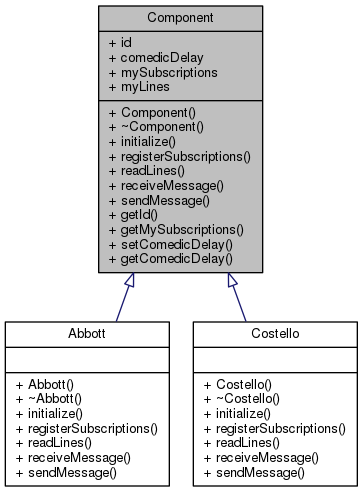 Component
+ id
+ comedicDelay
+ mySubscriptions
+ myLines
+ Component()
+ ~Component()
+ initialize()
+ registerSubscriptions()
+ readLines()
+ receiveMessage()
+ sendMessage()
+ getId()
+ getMySubscriptions()
+ setComedicDelay()
+ getComedicDelay()
Abbott
+ Abbott()
+ ~Abbott()
+ initialize()
+ registerSubscriptions()
+ readLines()
+ receiveMessage()
+ sendMessage()
Costello
+ Costello()
+ ~Costello()
+ initialize()
+ registerSubscriptions()
+ readLines()
+ receiveMessage()
+ sendMessage()